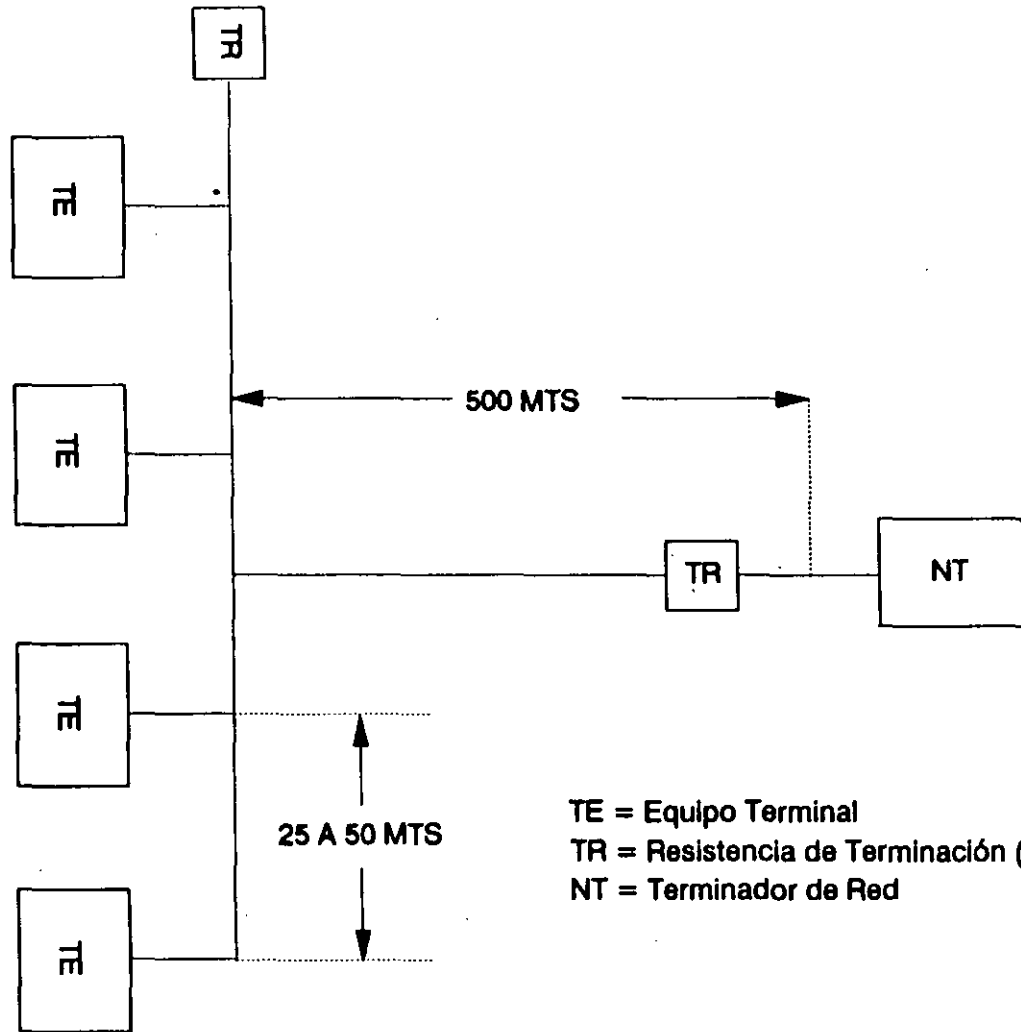 TR
TE
500 MTS
TE
TR
NT
TE
25 A 50 MTS
TE = Equipo Terminal
TR = Resistencia de Terminación (
NT = Terminador de Red
TE